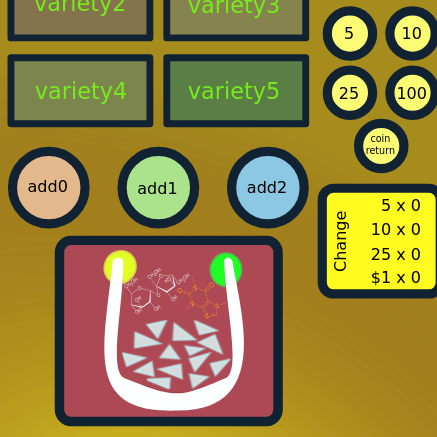 variety2
variety3
5
10
variety4
variety5
25
100
coin
return
add0
add1
add2
Change
5 x 0
10 x 0
25 x 0
$1 x 0